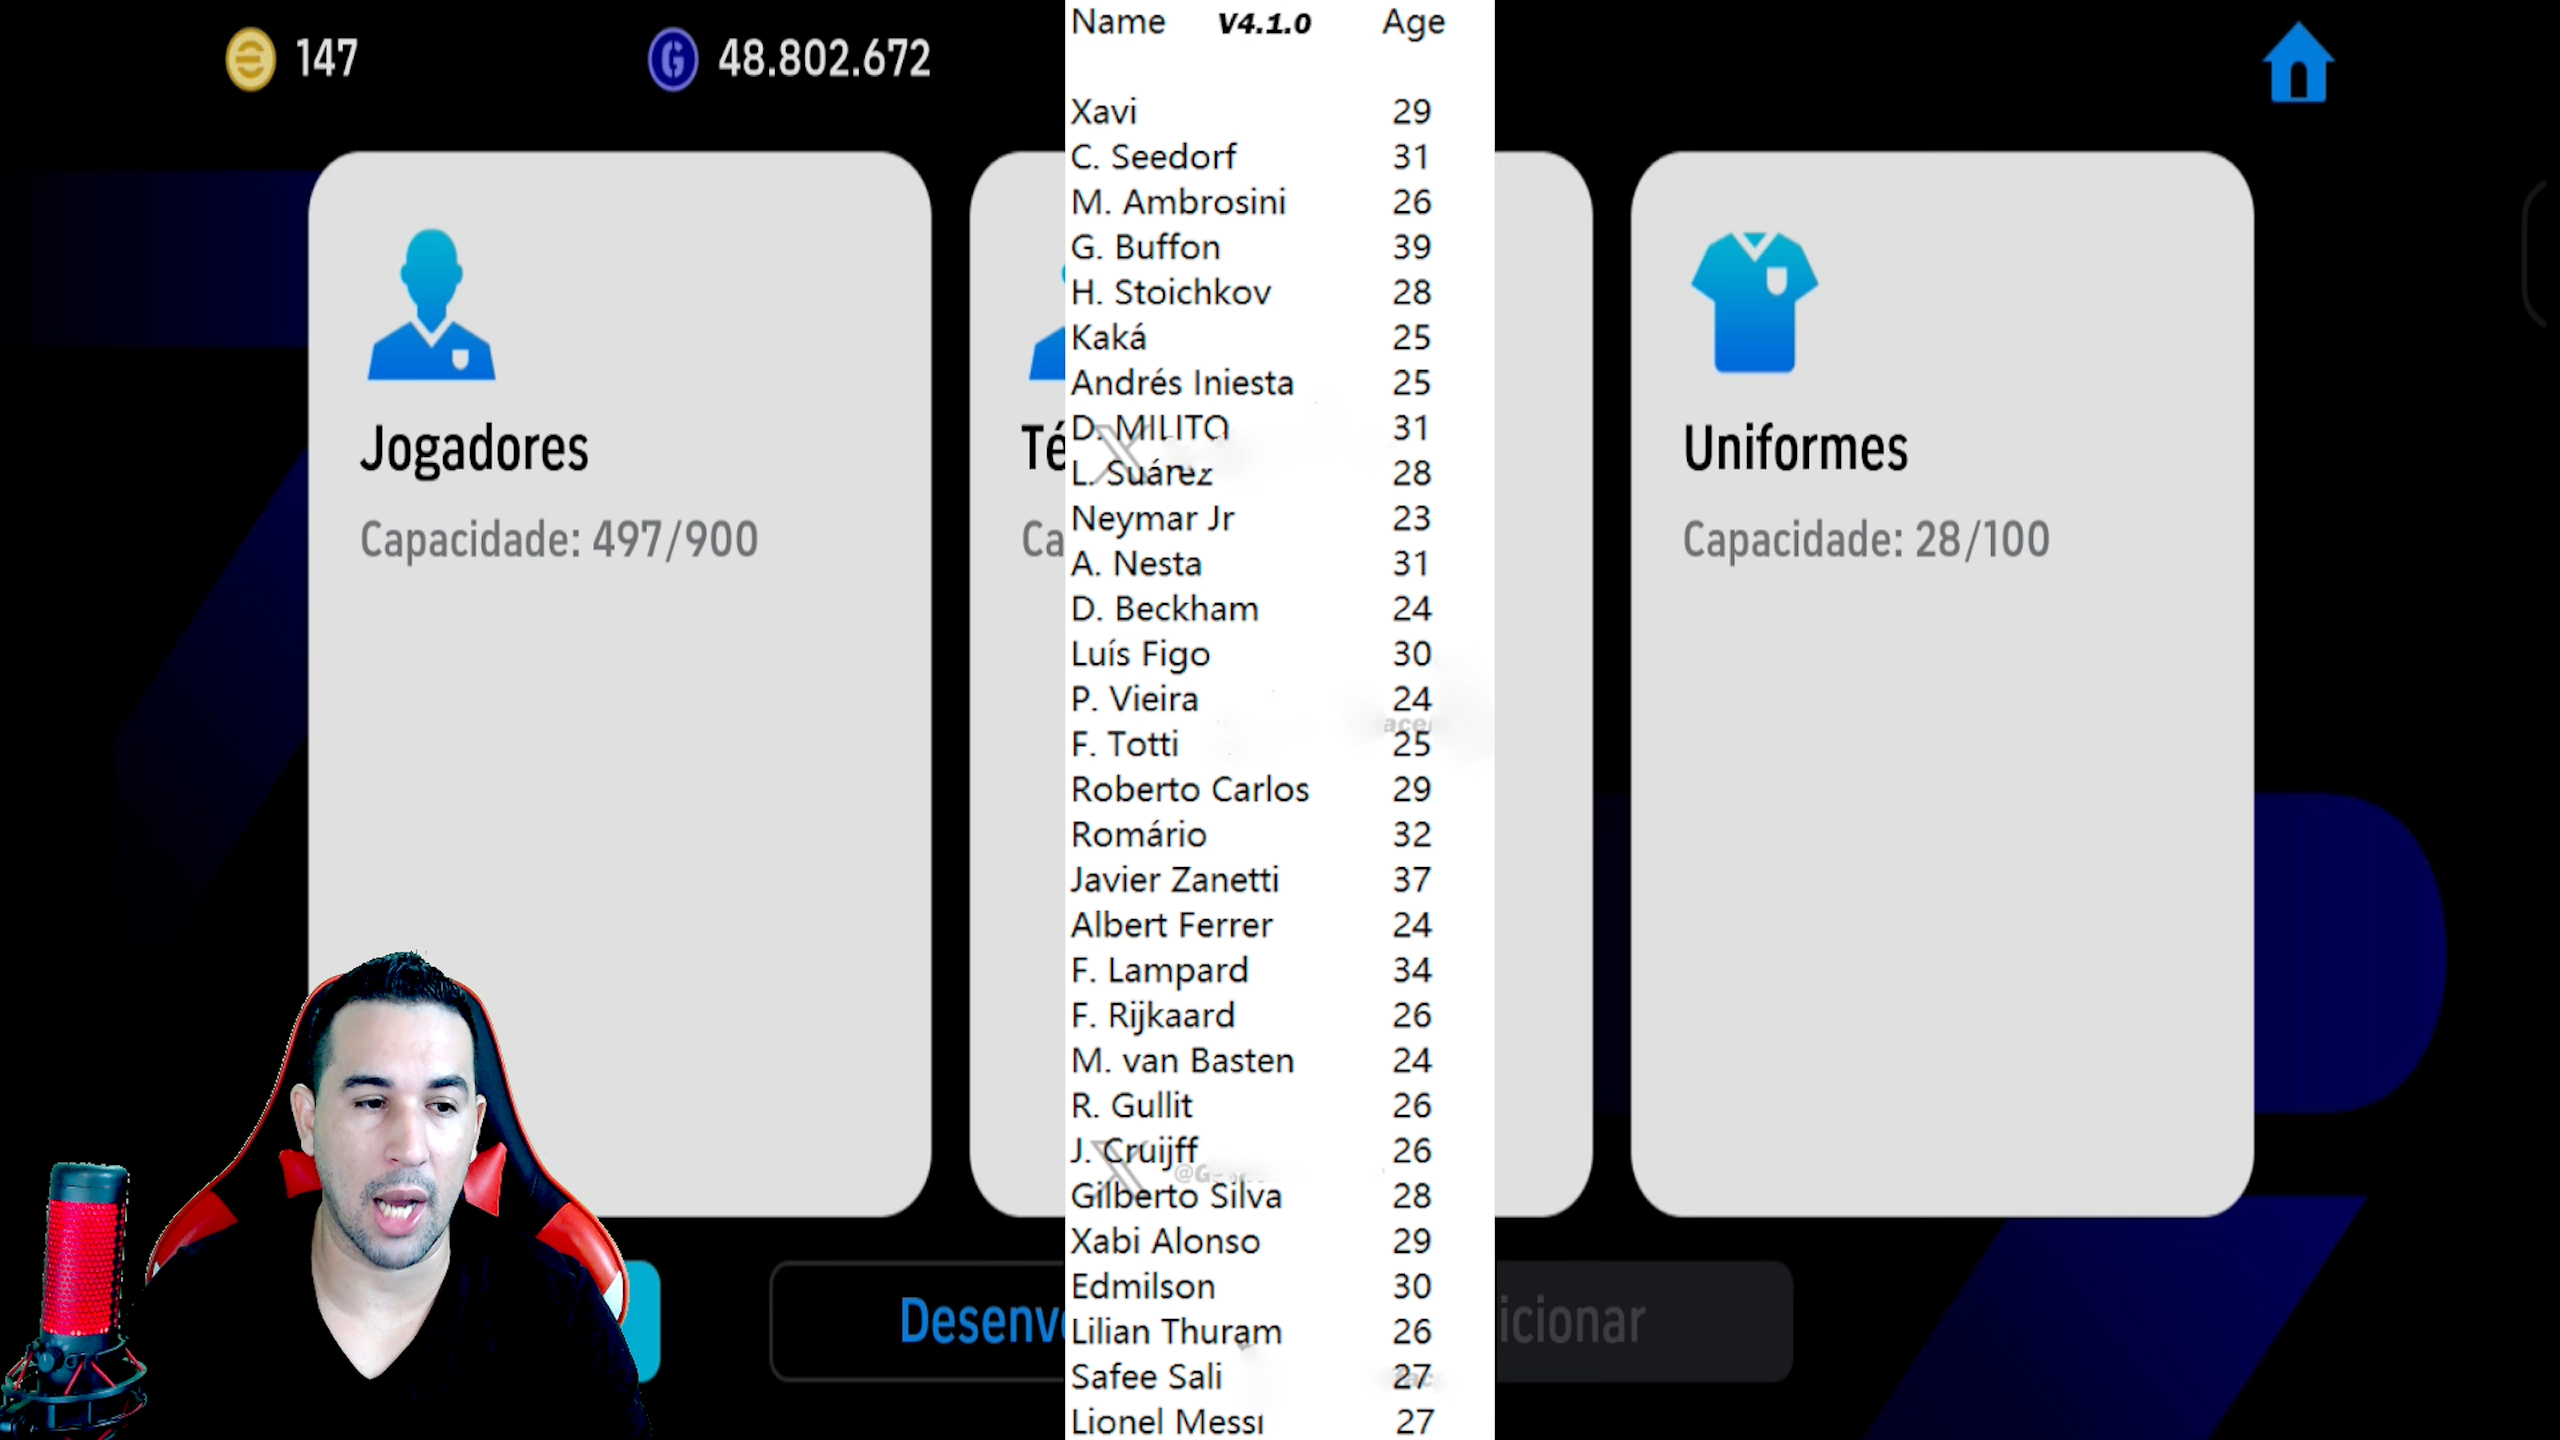 147
48.802.672
Name V4.1.0 Age
Xavi 29
C. Seedorf 31
M. Ambrosini 26
G. Buffon 39
H. Stoichkov 28
Kaká 25
Andrés Iniesta 25
D. MILITO 31
L. Suárez 28
Neymar Jr 23
A. Nesta 31
D. Beckham 24
Luís Figo 30
P. Vieira 24
F. Totti 25
Roberto Carlos 29
Romário 32
Javier Zanetti 37
Albert Ferrer 24
F. Lampard 34
F. Rijkaard 26
M. van Basten 24
R. Gullit 26
J. Cruijff 26
Gilberto Silva 28
Xabi Alonso 29
Edmilson 30
Lilian Thuram 26
Safee Sali 27
Lionel Messi 27
Jogadores
Capacidade: 497/900
Té
Ca
Uniformes
Capacidade: 28/100
Desenv
icionar